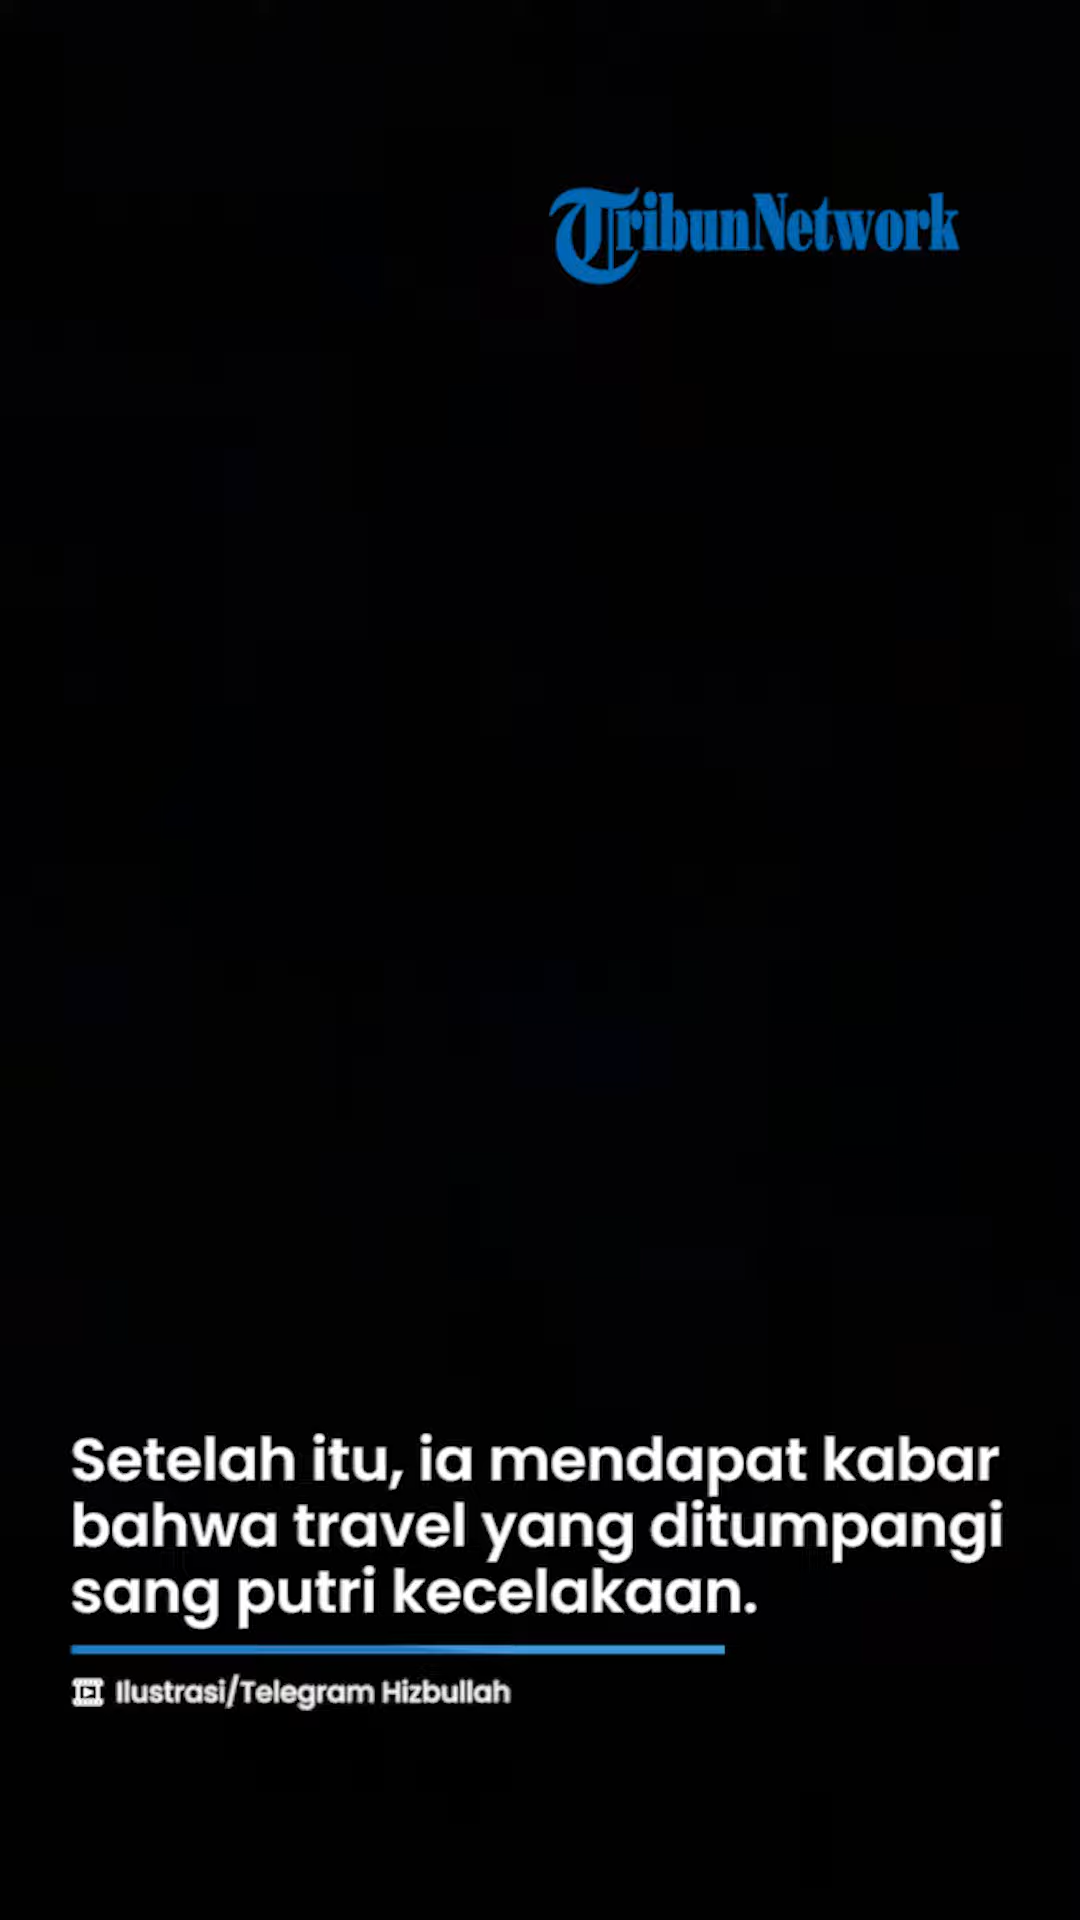 TribunNetwork
Setelah itu, ia mendapat kabar
bahwa travel yang ditumpangi
sang putri kecelakaan.
Ilustrasi/Telegram Hizbullah